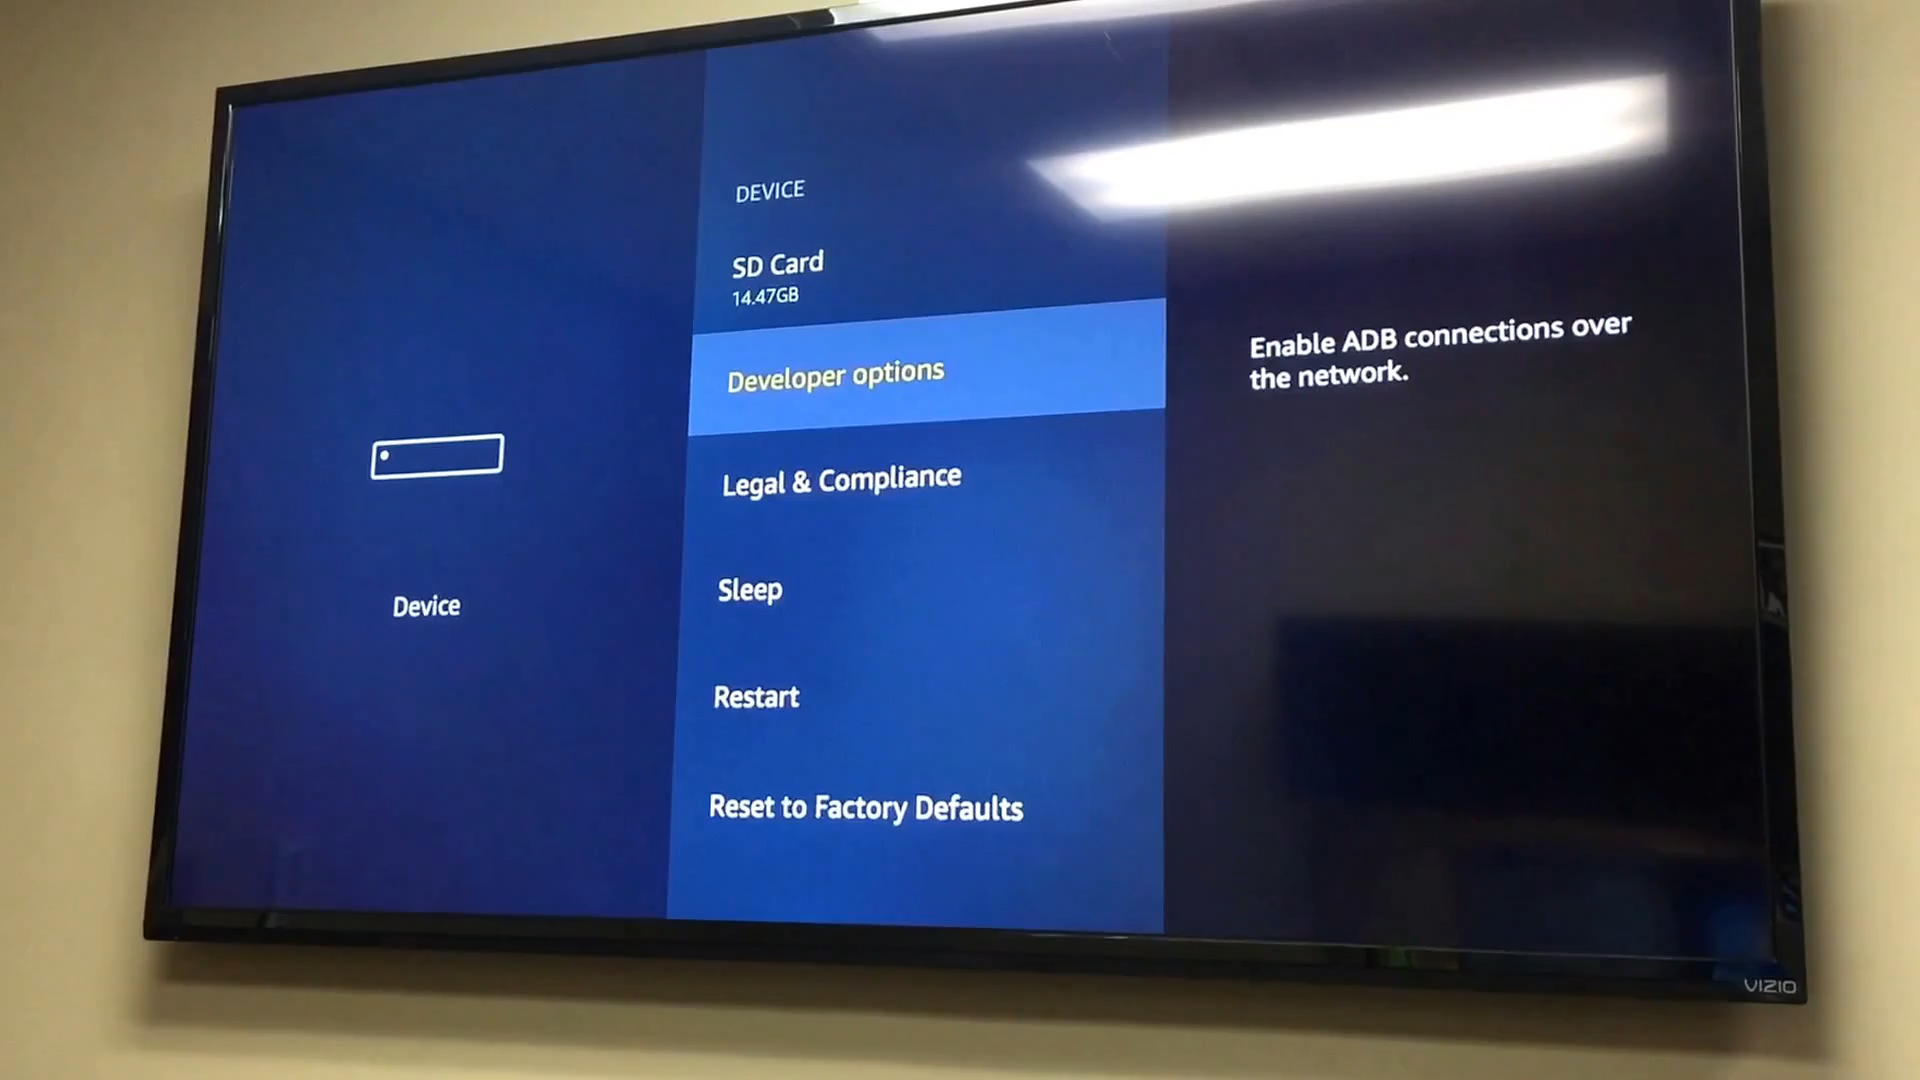 DEVICE
SD Card
14.47GB
Developer options
Legal & Compliance
Sleep
Restart
Reset to Factory Defaults
Device
Enable ADB connections over
the network.
VIZIO